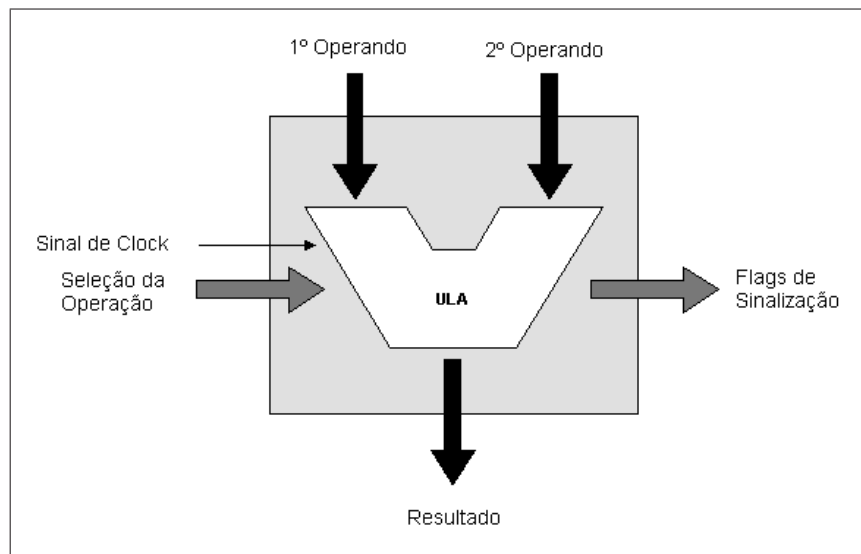 1º Operando
2º Operando
Sinal de Clock
Seleção da
Operação
ULA
Flags de
Sinalização
Resultado